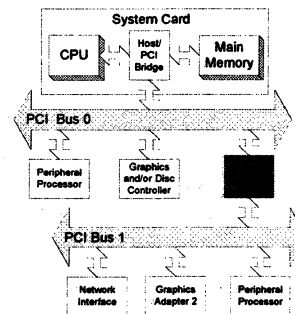 System Card
CPU
Host/
PCI
Bridge
Main
Memory
PCI Bus 0
Peripheral
Processor
Graphics
and/or Disc
Controller
PCI Bus 1
Network
Interface
Graphics
Adapter 2
Peripheral
Processor